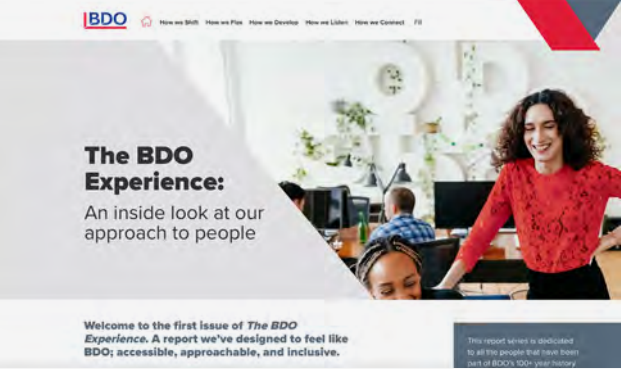 BDO
How we Shift How we Flex How we Develop How we Listen How we Connect FR
The BDO
Experience:
An inside look at our
approach to people
Welcome to the first issue of The BDO
Experience. A report we've designed to feel like
BDO; accessible, approachable, and inclusive.
This report series is dedicated
to all the people that have been
part of BDO's 100+ year history